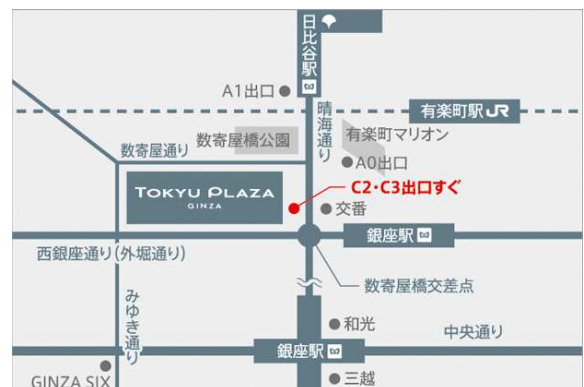 日比谷駅
A1出口
晴海通り
有楽町駅JR
数寄屋橋公園
有楽町マリオン
数寄屋通り
A0出口
TOKYU PLAZA
GINZA
C2・C3出口すぐ
交番
銀座駅
西銀座通り(外堀通り)
数寄屋橋交差点
みゆき通り
和光
中央通り
銀座駅
三越
GINZA SIX